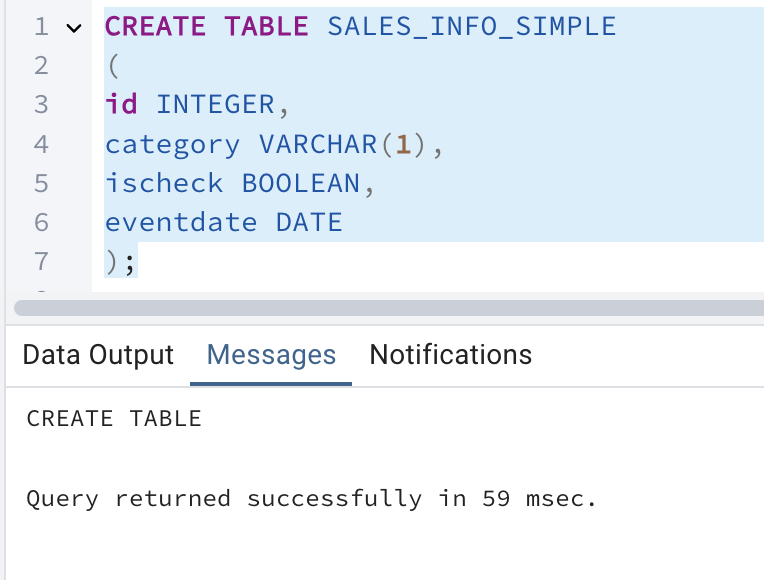 1 CREATE TABLE SALES_INFO_SIMPLE
2 (
3 id INTEGER,
4 category VARCHAR(1),
5 ischeck BOOLEAN,
6 eventdate DATE
7 );
Data Output Messages Notifications
CREATE TABLE
Query returned successfully in 59 msec.